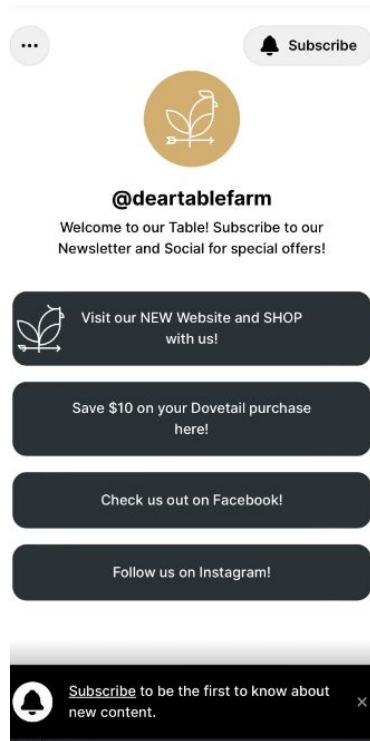 Subscribe
@deartablefarm
Welcome to our Table! Subscribe to our
Newsletter and Social for special offers!
Visit our NEW Website and SHOP
with us!
Save $10 on your Dovetail purchase
here!
Check us out on Facebook!
Follow us on Instagram!
Subscribe to be the first to know about
new content.